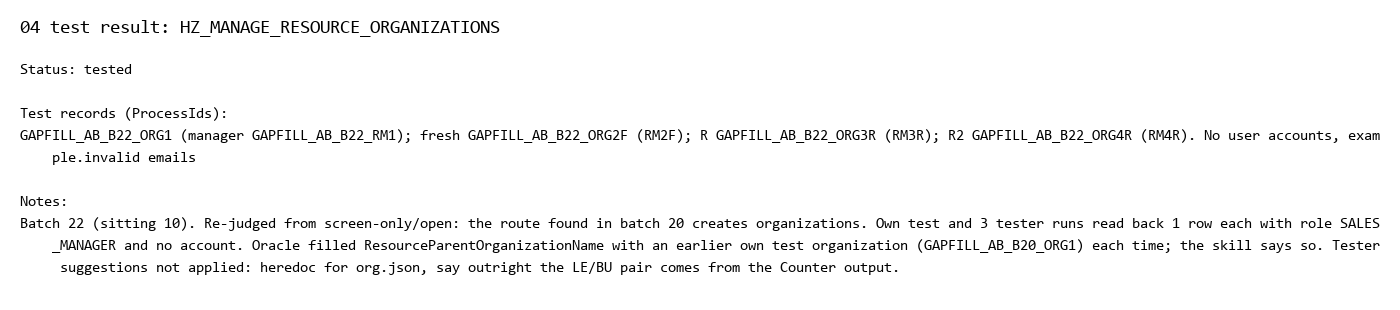 04 test result: HZ_MANAGE_RESOURCE_ORGANIZATIONS
Status: tested
Test records (ProcessIds):
GAPFILL_AB_B22_ORG1 (manager GAPFILL_AB_B22_RM1); fresh GAPFILL_AB_B22_ORG2F (RM2F); R GAPFILL_AB_B22_ORG3R (RM3R); R2 GAPFILL_AB_B22_ORG4R (RM4R). No user accounts, exam
ple.invalid emails
Notes:
Batch 22 (sitting 10). Re-judged from screen-only/open: the route found in batch 20 creates organizations. Own test and 3 tester runs read back 1 row each with role SALES
_MANAGER and no account. Oracle filled ResourceParentOrganizationName with an earlier own test organization (GAPFILL_AB_B20_ORG1) each time; the skill says so. Tester
suggestions not applied: heredoc for org.json, say outright the LE/BU pair comes from the Counter output.